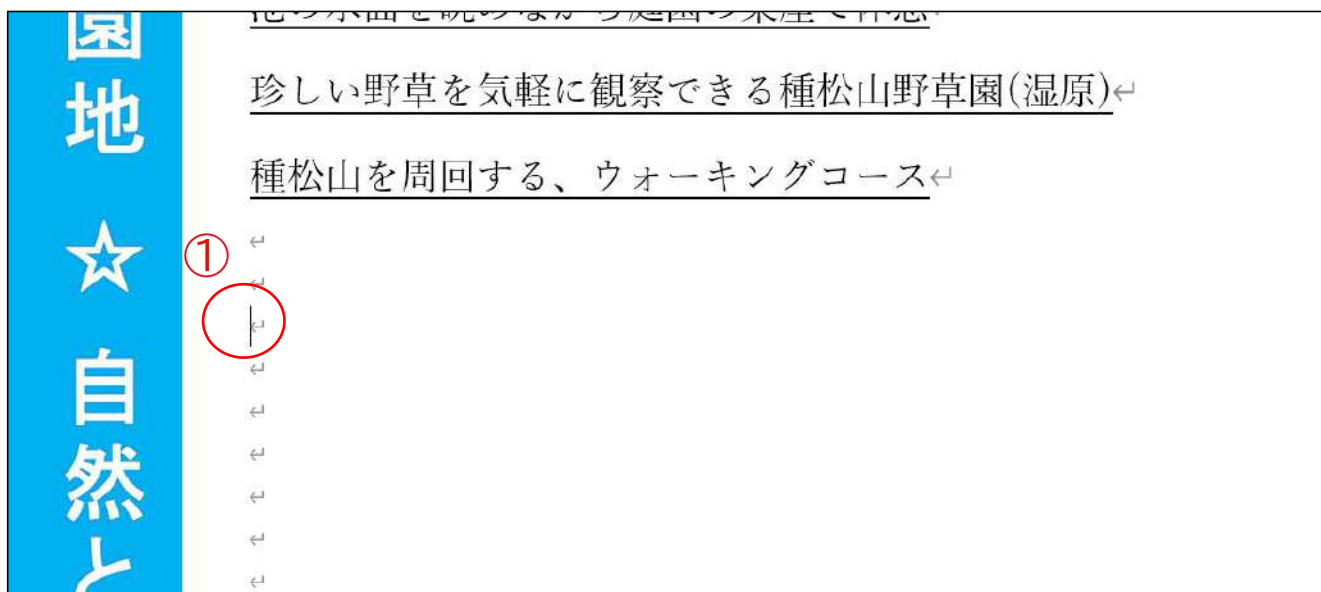 珍しい野草を気軽に観察できる種松山野草園(湿原)↵
種松山を周回する、ウォーキングコース↵
①
園地 ☆ 自然と